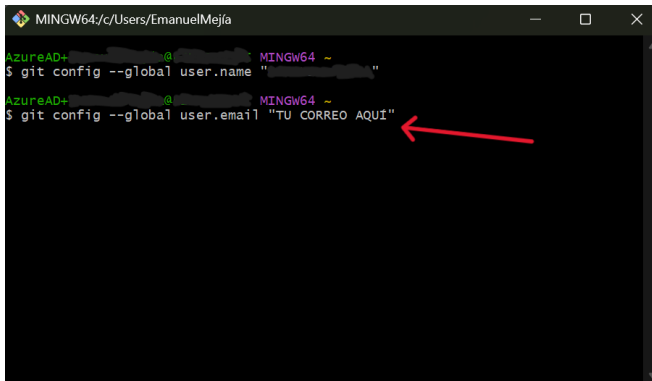 MINGW64:/c/Users/EmanuelMejía
AzureAD+ @ MINGW64 ~
$ git config --global user.name " "
AzureAD+ @ MINGW64 ~
$ git config --global user.email "TU CORREO AQUÍ"